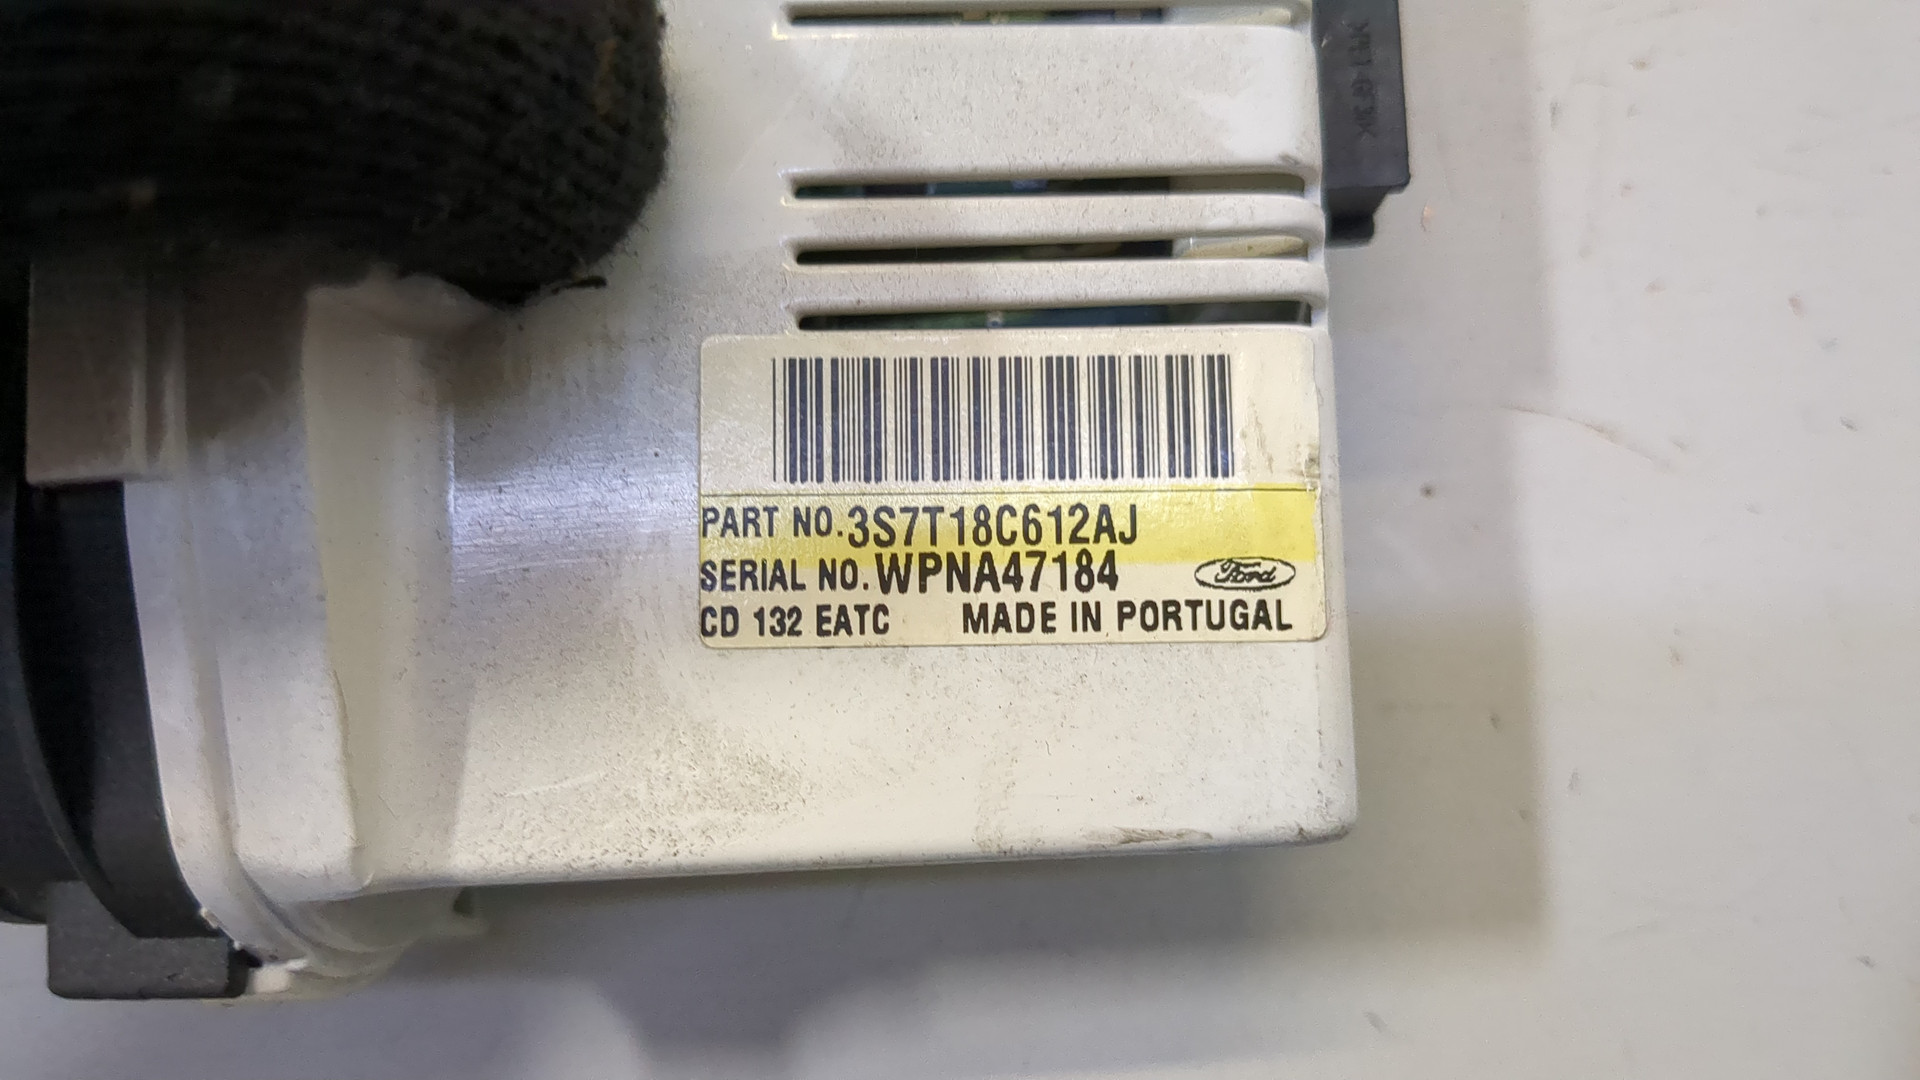 PART NO. 3S7T18C612AJ
SERIAL NO. WPNA47184
Ford
CD 132 EATC MADE IN PORTUGAL